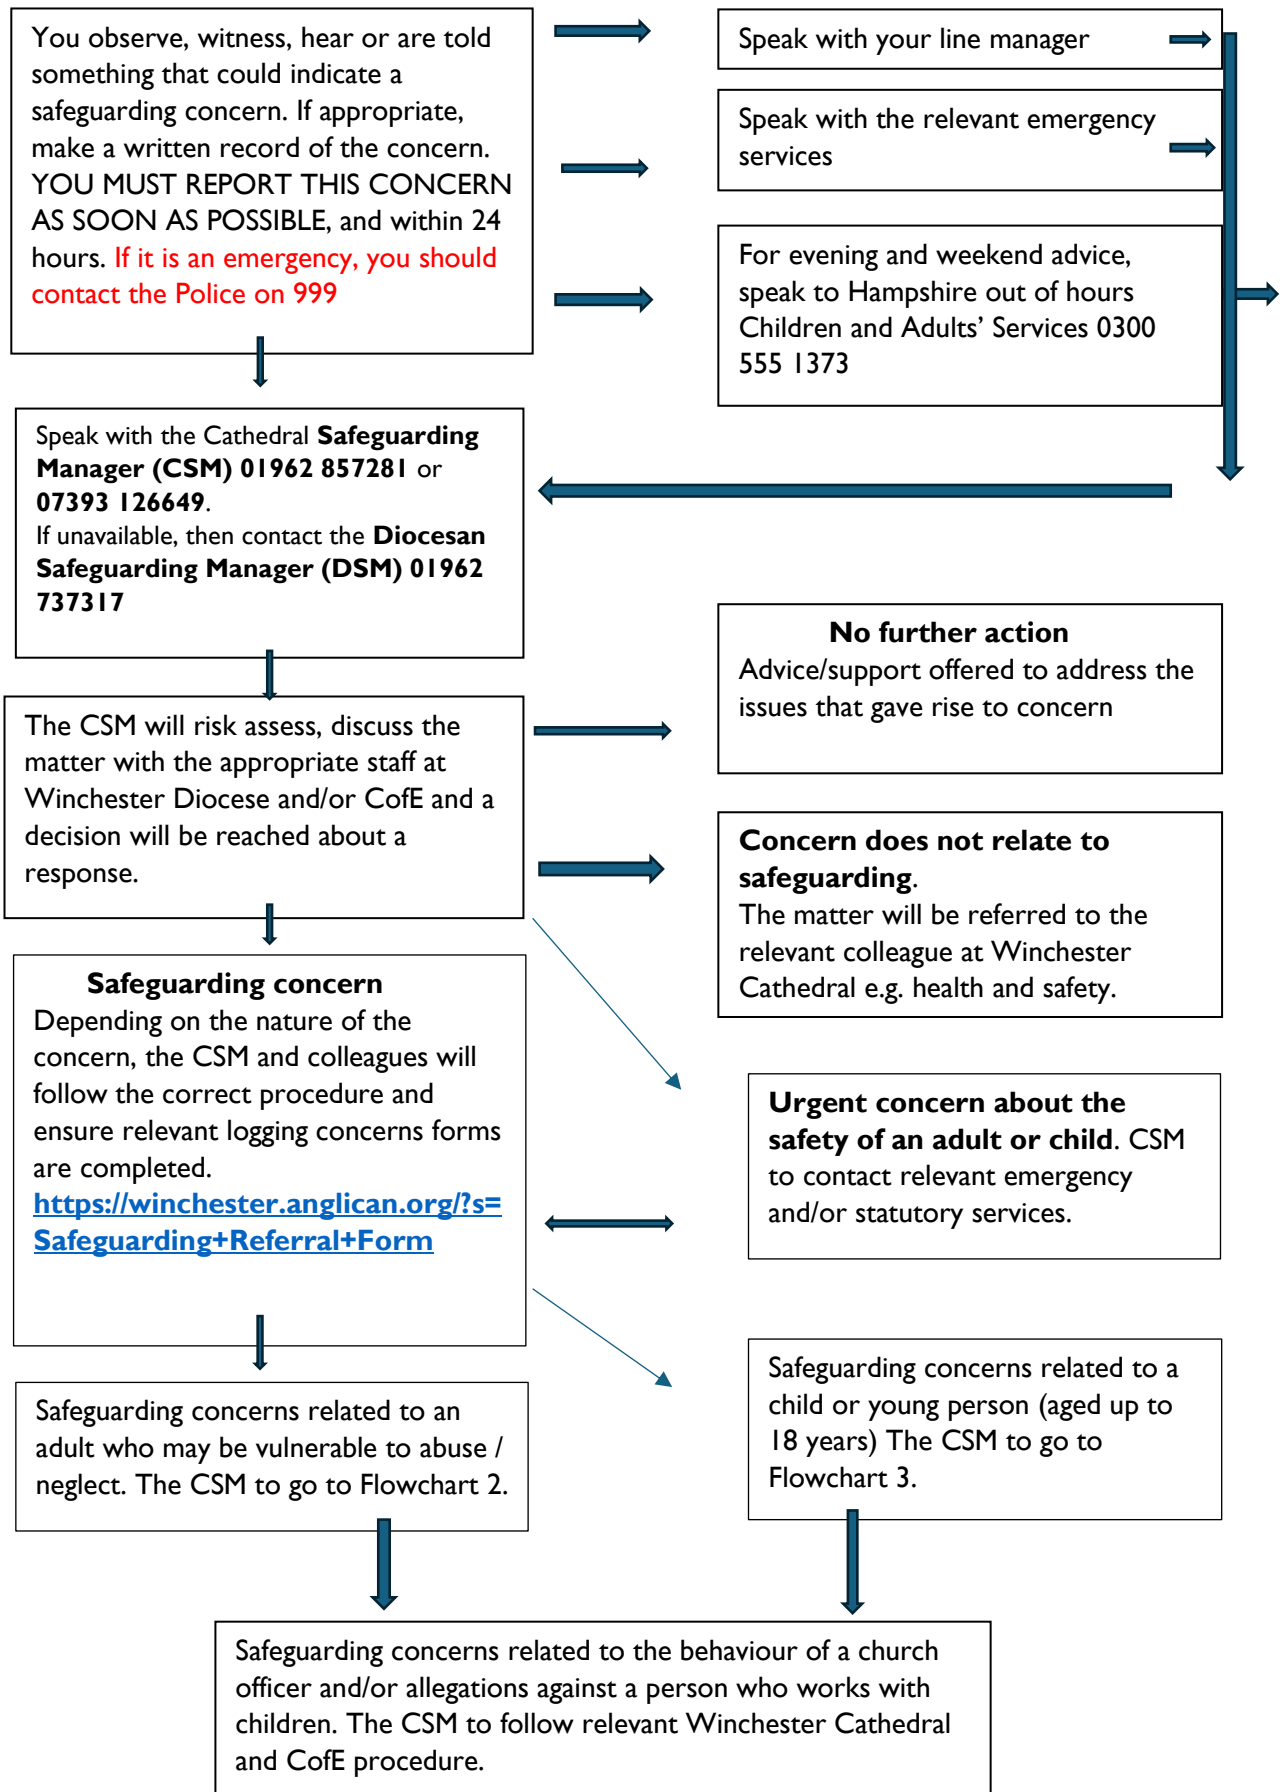 You observe, witness, hear or are told
something that could indicate a
safeguarding concern. If appropriate,
make a written record of the concern.
YOU MUST REPORT THIS CONCERN
AS SOON AS POSSIBLE, and within 24
hours. If it is an emergency, you should
contact the Police on 999
Speak with your line manager
Speak with the relevant emergency
services
For evening and weekend advice,
speak to Hampshire out of hours
Children and Adults’ Services 0300
555 1373
Speak with the Cathedral Safeguarding
Manager (CSM) 01962 857281 or
07393 126649.
If unavailable, then contact the Diocesan
Safeguarding Manager (DSM) 01962
737317
No further action
Advice/support offered to address the
issues that gave rise to concern
The CSM will risk assess, discuss the
matter with the appropriate staff at
Winchester Diocese and/or CofE and a
decision will be reached about a
response.
Concern does not relate to
safeguarding.
The matter will be referred to the
relevant colleague at Winchester
Cathedral e.g. health and safety.
Safeguarding concern
Depending on the nature of the
concern, the CSM and colleagues will
follow the correct procedure and
ensure relevant logging concerns forms
are completed.
https://winchester.anglican.org/?s=
Safeguarding+Referral+Form
Urgent concern about the
safety of an adult or child. CSM
to contact relevant emergency
and/or statutory services.
Safeguarding concerns related to an
adult who may be vulnerable to abuse /
neglect. The CSM to go to Flowchart 2.
Safeguarding concerns related to a
child or young person (aged up to
18 years) The CSM to go to
Flowchart 3.
Safeguarding concerns related to the behaviour of a church
officer and/or allegations against a person who works with
children. The CSM to follow relevant Winchester Cathedral
and CofE procedure.